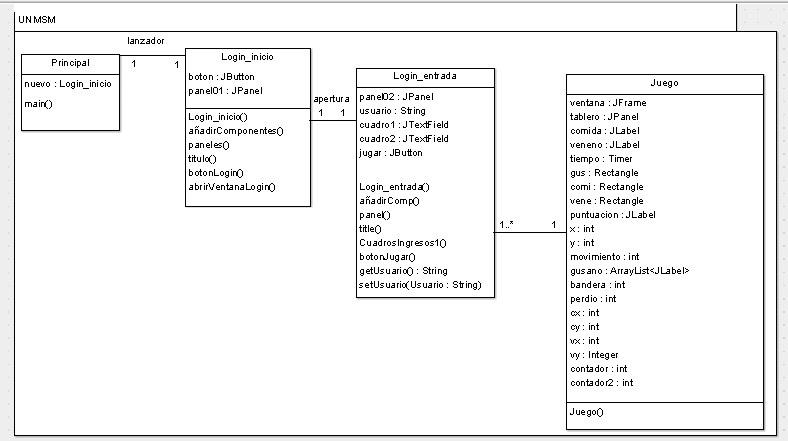 UNMSM
lanzador
Principal
nuevo : Login_inicio
main()
1
1
Login_inicio
boton : JButton
panel01 : JPanel
Login_inicio()
añadirComponentes()
paneles()
titulo()
botonLogin()
abrirVentanaLogin()
apertura
1
1
Login_entrada
panel02 : JPanel
usuario : String
cuadro1 : JTextField
cuadro2 : JTextField
jugar : JButton
Login_entrada()
añadirComp()
panel()
title()
CuadrosIngresos1()
botonJugar()
getUsuario() : String
setUsuario(Usuario : String)
1..*
1
Juego
ventana : JFrame
tablero : JPanel
comida : JLabel
veneno : JLabel
tiempo : Timer
gus : Rectangle
comi : Rectangle
vene : Rectangle
puntuacion : JLabel
x : int
y : int
movimiento : int
gusano : ArrayList<JLabel>
bandera : int
perdio : int
cx : int
cy : int
vx : int
vy : Integer
contador : int
contador2 : int
Juego()